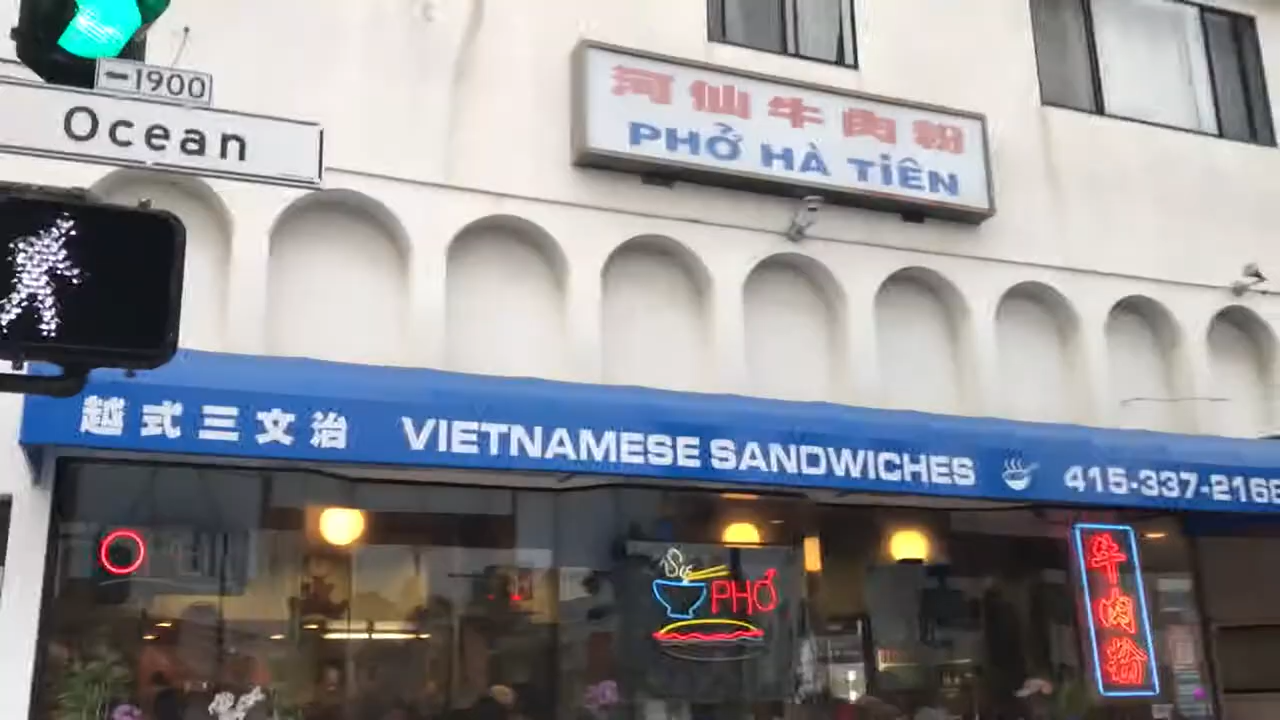 ←1900
Ocean
河仙牛肉粉
PHỞ HÀ TIÊN
越式三文治 VIETNAMESE SANDWICHES 415-337-2168
PHỞ
牛肉粉